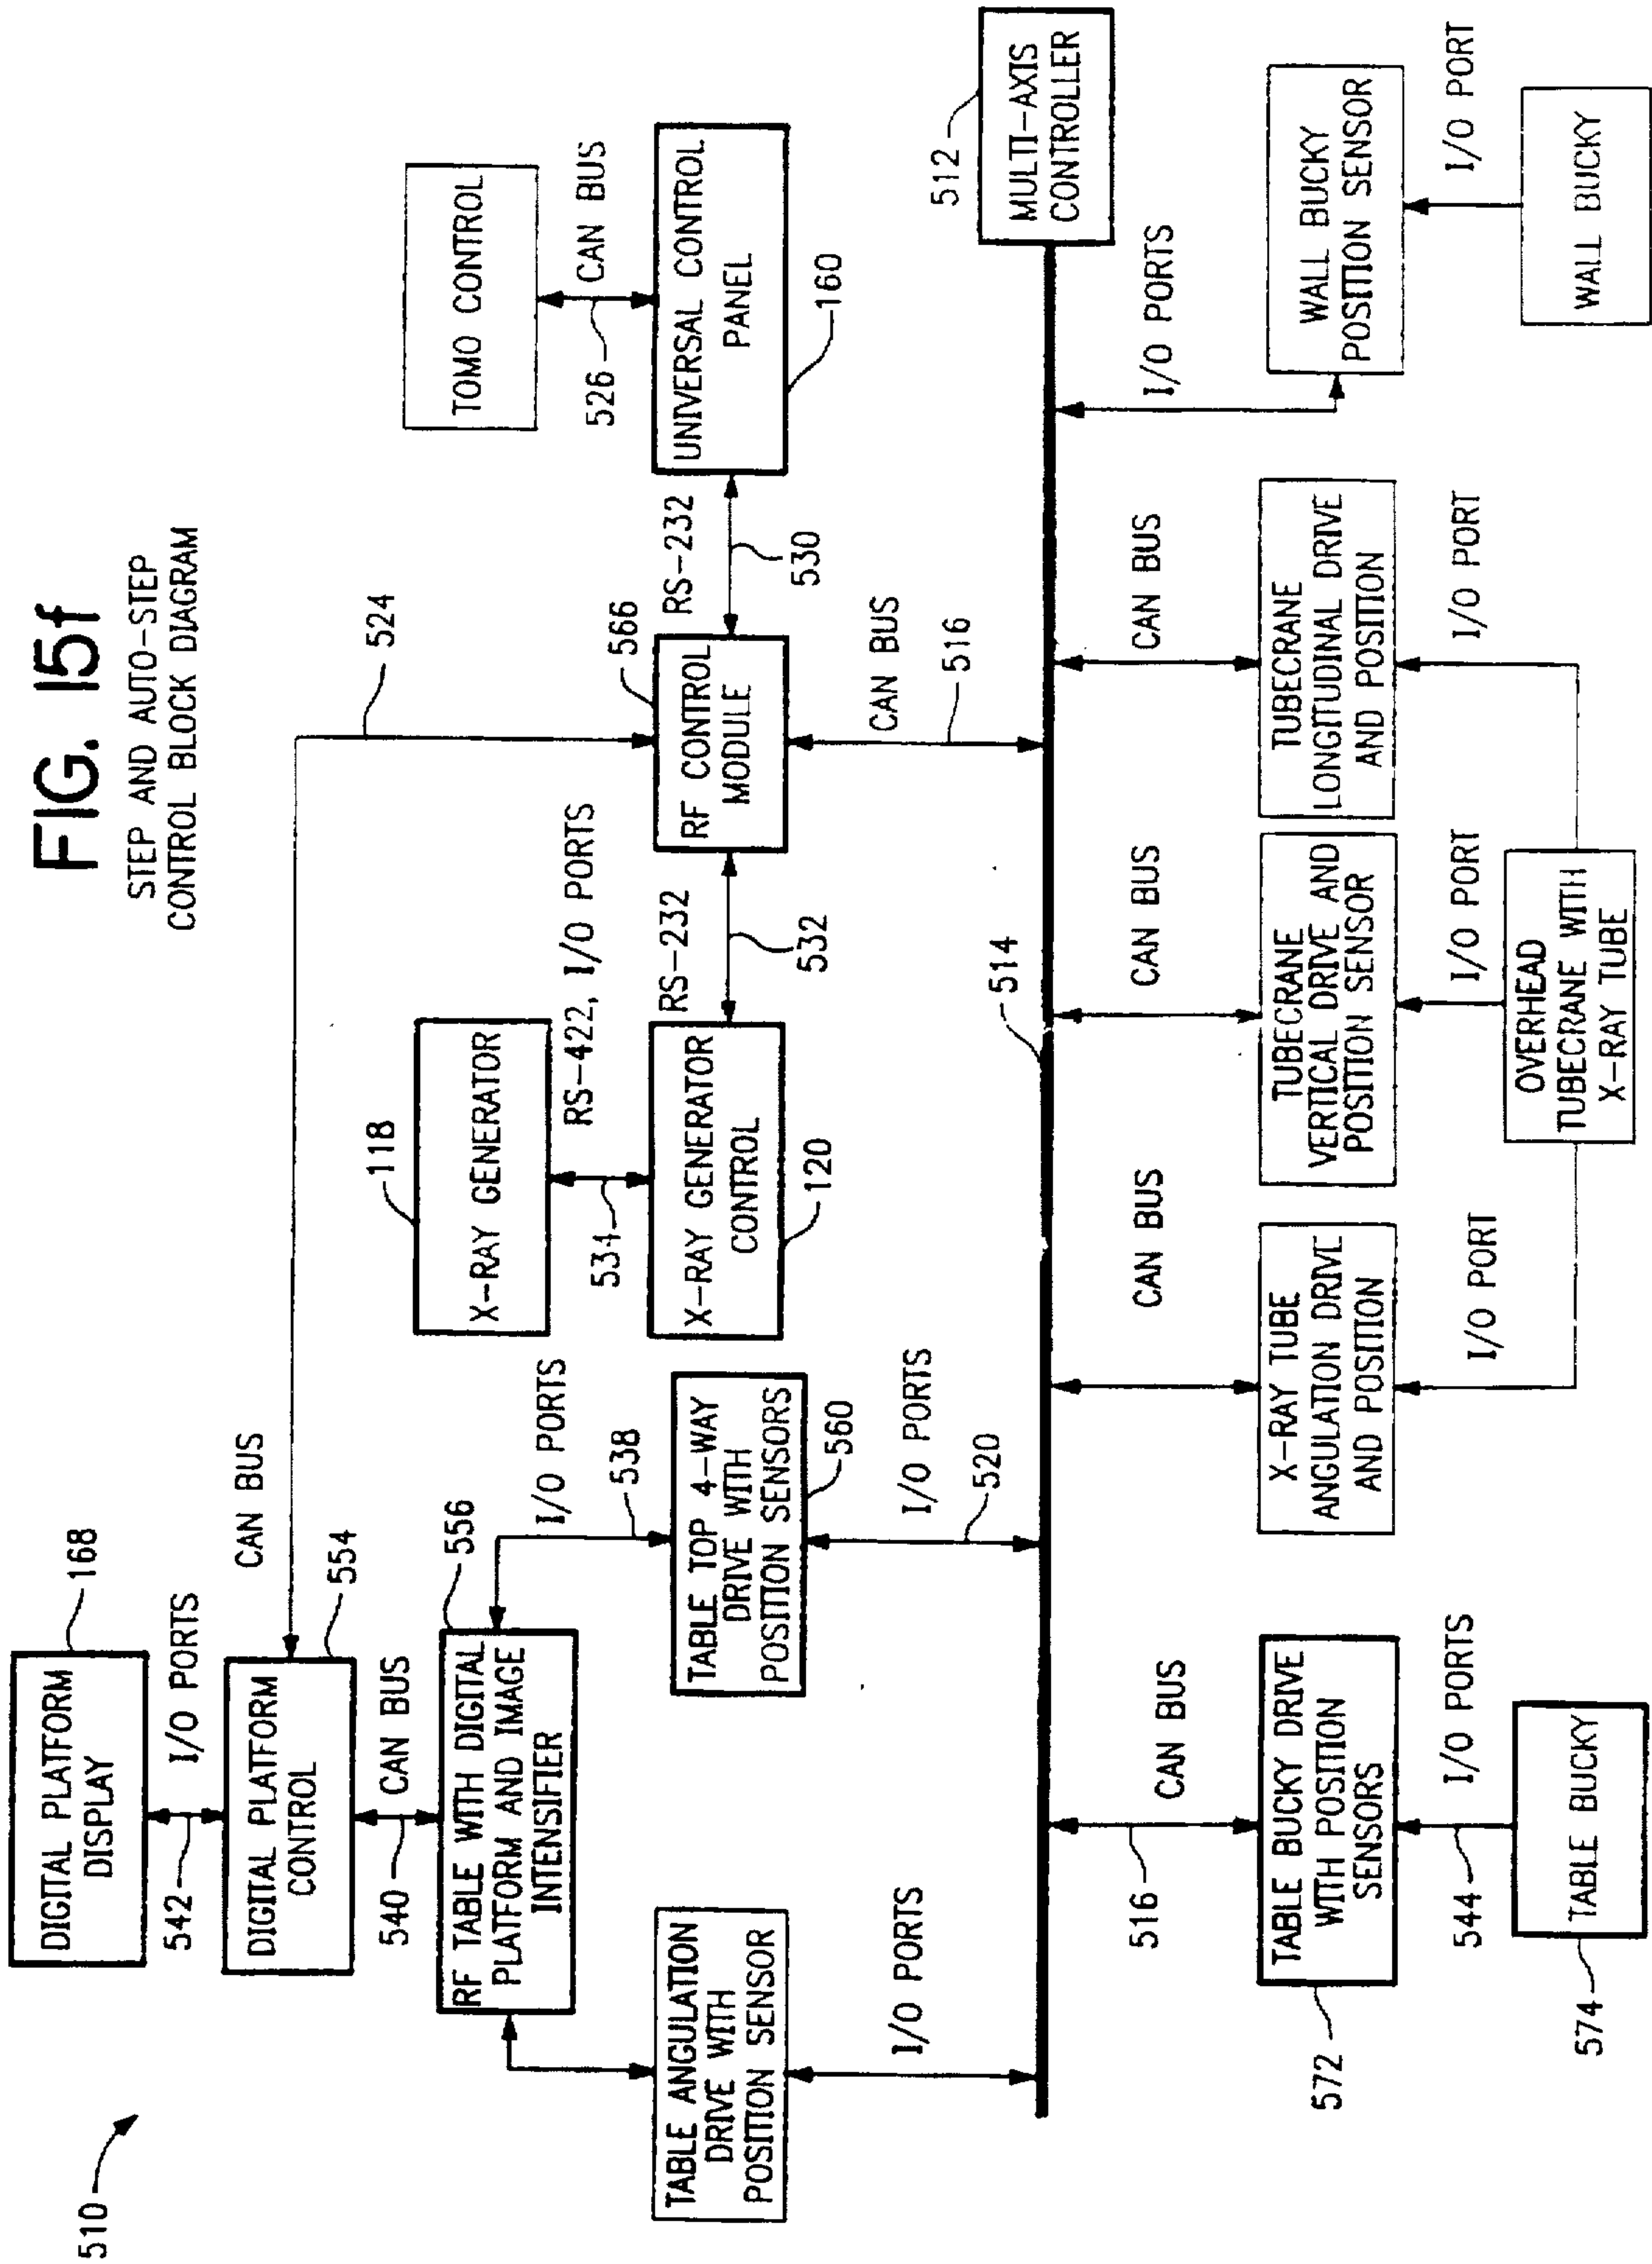 FIG. 15f
STEP AND AUTO-STEP
CONTROL BLOCK DIAGRAM
510
DIGITAL PLATFORM
DISPLAY
168
542
I/O PORTS
DIGITAL PLATFORM
CONTROL
554
CAN BUS
524
540
CAN BUS
RF TABLE WITH DIGITAL
PLATFORM AND IMAGE
INTENSIFIER
556
I/O PORTS
538
TABLE ANGULATION
DRIVE WITH
POSITION SENSOR
I/O PORTS
TABLE TOP 4-WAY
DRIVE WITH
POSITION SENSORS
560
I/O PORTS
520
118
X-RAY GENERATOR
534
RS-422, I/O PORTS
X-RAY GENERATOR
CONTROL
120
RS-232
532
RF CONTROL
MODULE
566
CAN BUS
516
RS-232
530
TOMO CONTROL
526
CAN BUS
UNIVERSAL CONTROL
PANEL
160
512
MULTI-AXIS
CONTROLLER
514
516
CAN BUS
TABLE BUCKY DRIVE
WITH POSITION
SENSORS
572
544
I/O PORTS
TABLE BUCKY
574
CAN BUS
X-RAY TUBE
ANGULATION DRIVE
AND POSITION
I/O PORT
CAN BUS
TUBECRANE
VERTICAL DRIVE AND
POSITION SENSOR
I/O PORT
CAN BUS
TUBECRANE
LONGITUDINAL DRIVE
AND POSITION
I/O PORT
OVERHEAD
TUBECRANE WITH
X-RAY TUBE
I/O PORTS
WALL BUCKY
POSITION SENSOR
I/O PORT
WALL BUCKY